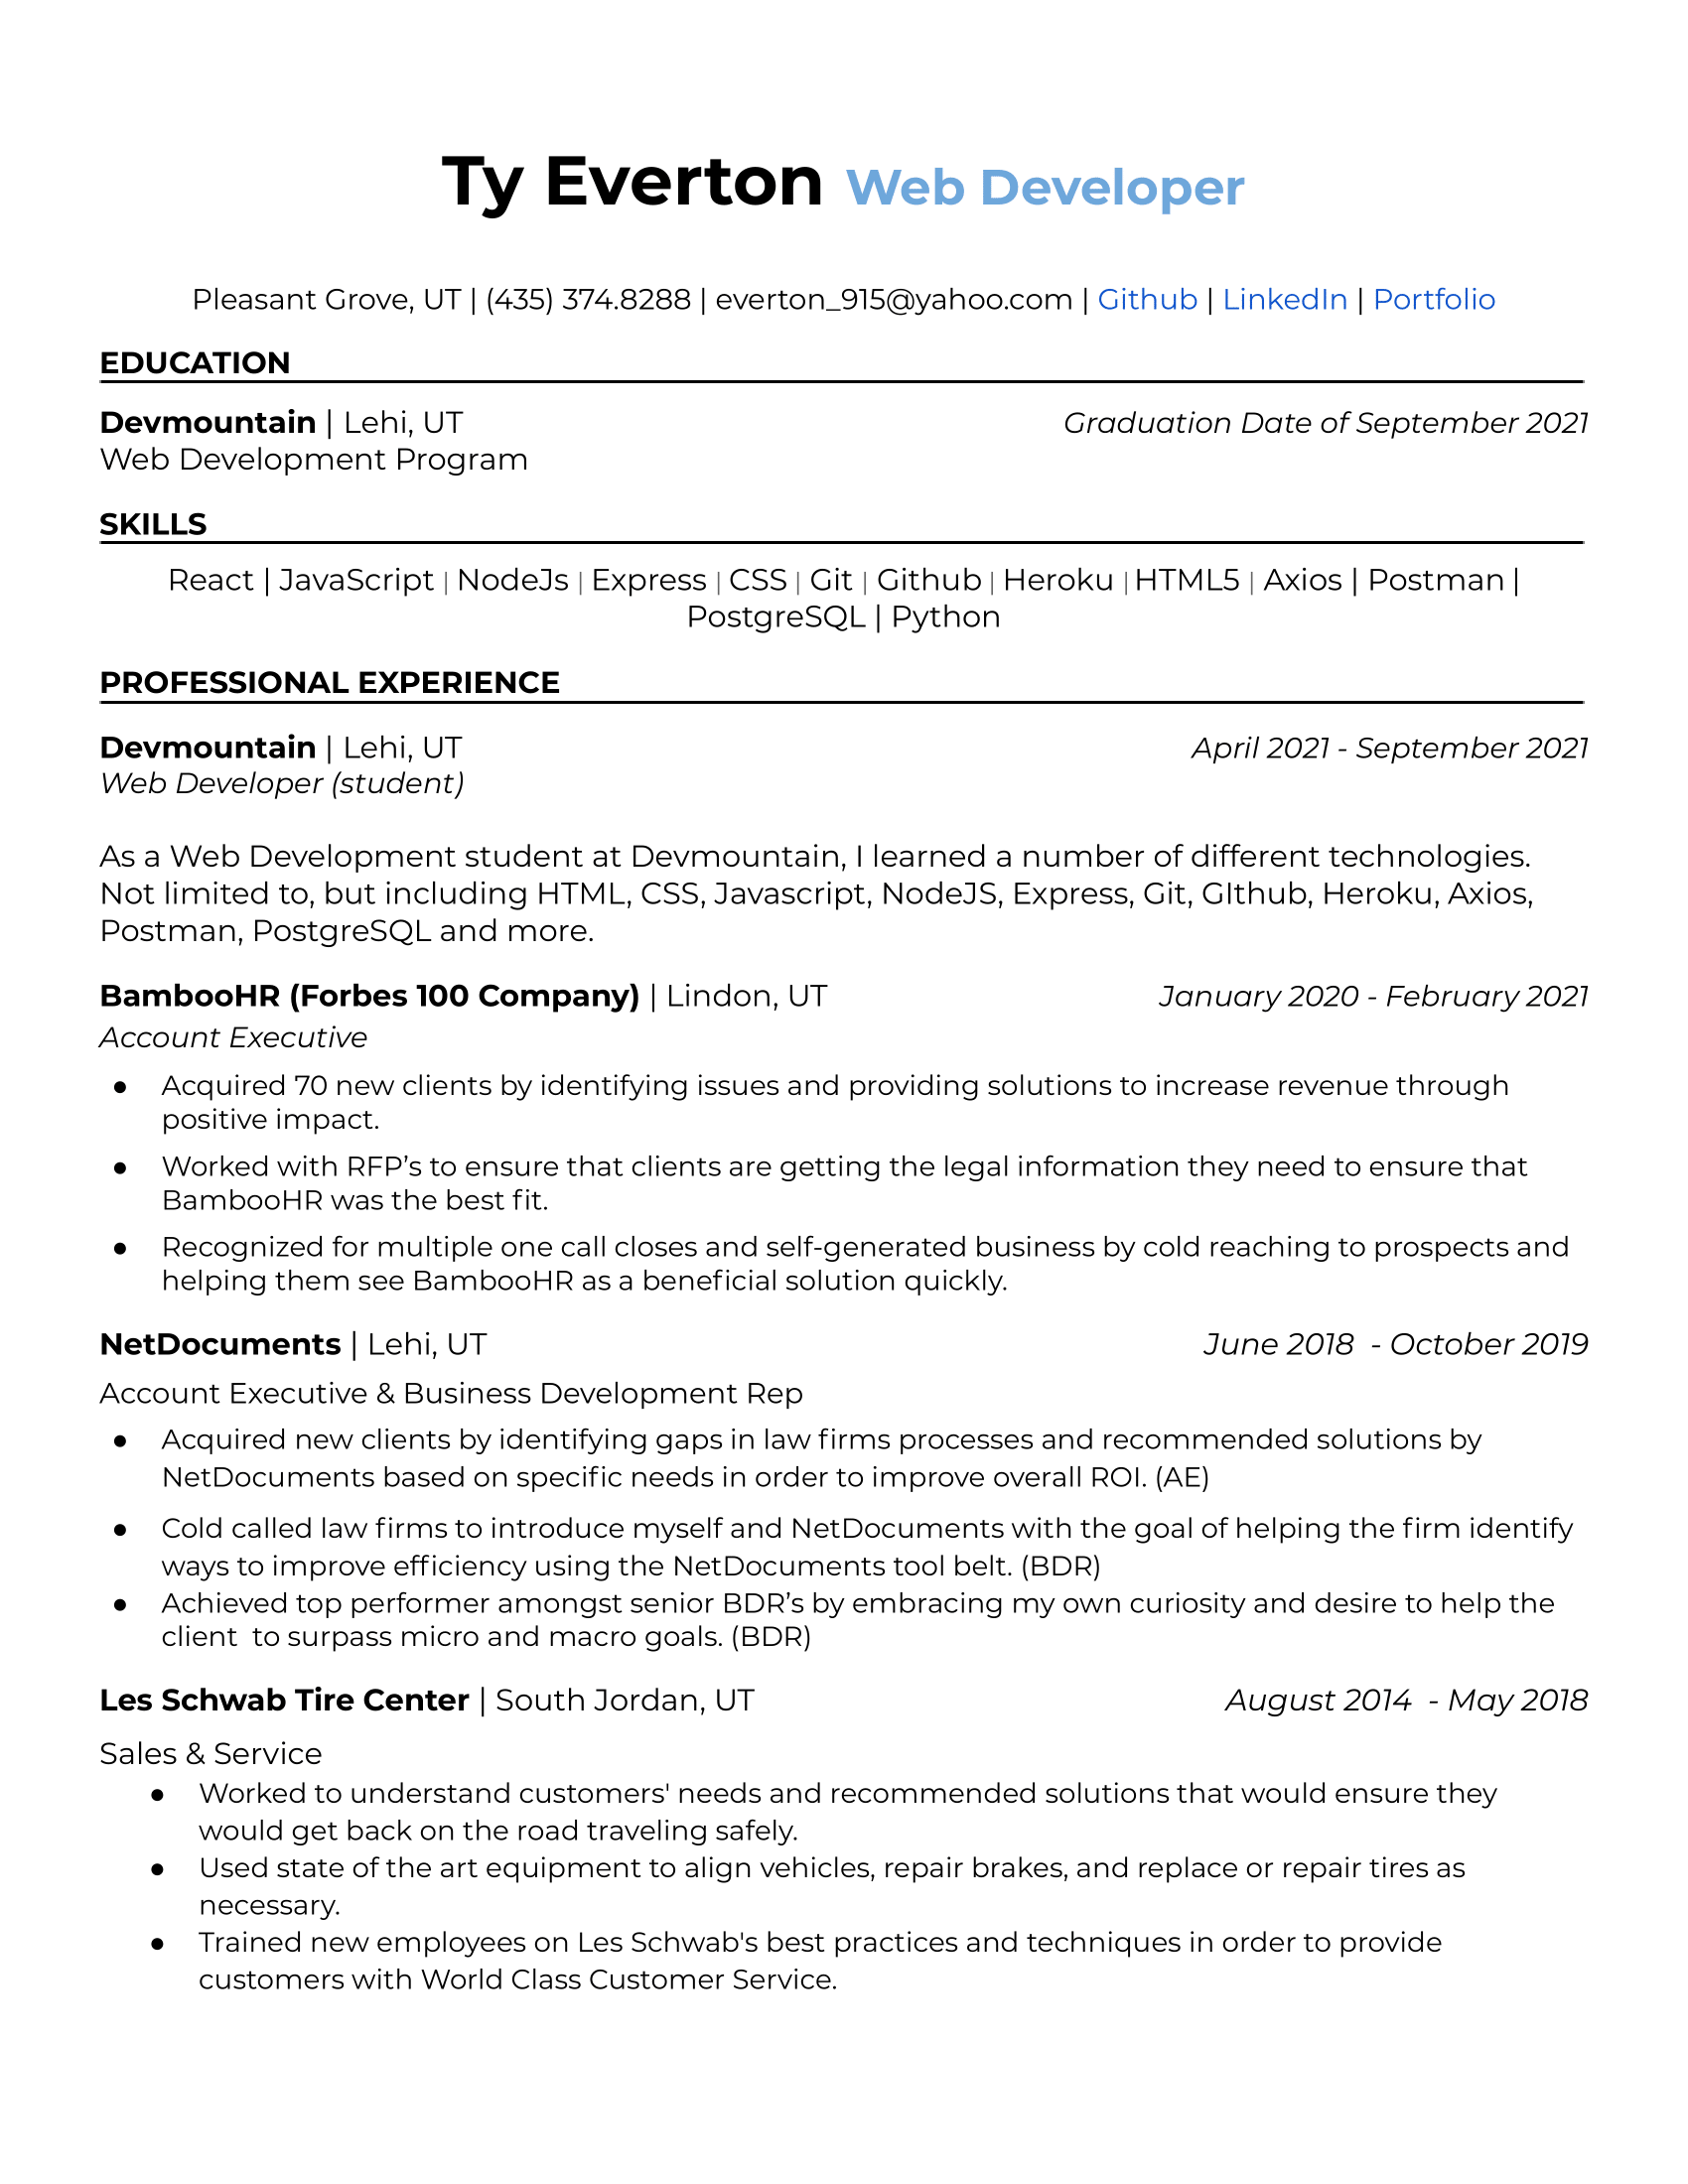 Ty Everton Web Developer
Pleasant Grove, UT | (435) 374.8288 | everton_915@yahoo.com | Github | LinkedIn | Portfolio
EDUCATION
Devmountain | Lehi, UT Graduation Date of September 2021
Web Development Program
SKILLS
React | JavaScript | NodeJs | Express | CSS | Git | Github | Heroku | HTML5 | Axios | Postman |
PostgreSQL | Python
PROFESSIONAL EXPERIENCE
Devmountain | Lehi, UT April 2021 - September 2021
Web Developer (student)
As a Web Development student at Devmountain, I learned a number of different technologies.
Not limited to, but including HTML, CSS, Javascript, NodeJS, Express, Git, GIthub, Heroku, Axios,
Postman, PostgreSQL and more.
BambooHR (Forbes 100 Company) | Lindon, UT January 2020 - February 2021
Account Executive
● Acquired 70 new clients by identifying issues and providing solutions to increase revenue through
positive impact.
● Worked with RFP’s to ensure that clients are getting the legal information they need to ensure that
BambooHR was the best fit.
● Recognized for multiple one call closes and self-generated business by cold reaching to prospects and
helping them see BambooHR as a beneficial solution quickly.
NetDocuments | Lehi, UT June 2018 - October 2019
Account Executive & Business Development Rep
● Acquired new clients by identifying gaps in law firms processes and recommended solutions by
NetDocuments based on specific needs in order to improve overall ROI. (AE)
● Cold called law firms to introduce myself and NetDocuments with the goal of helping the firm identify
ways to improve efficiency using the NetDocuments tool belt. (BDR)
● Achieved top performer amongst senior BDR’s by embracing my own curiosity and desire to help the
client to surpass micro and macro goals. (BDR)
Les Schwab Tire Center | South Jordan, UT August 2014 - May 2018
Sales & Service
● Worked to understand customers' needs and recommended solutions that would ensure they
would get back on the road traveling safely.
● Used state of the art equipment to align vehicles, repair brakes, and replace or repair tires as
necessary.
● Trained new employees on Les Schwab's best practices and techniques in order to provide
customers with World Class Customer Service.